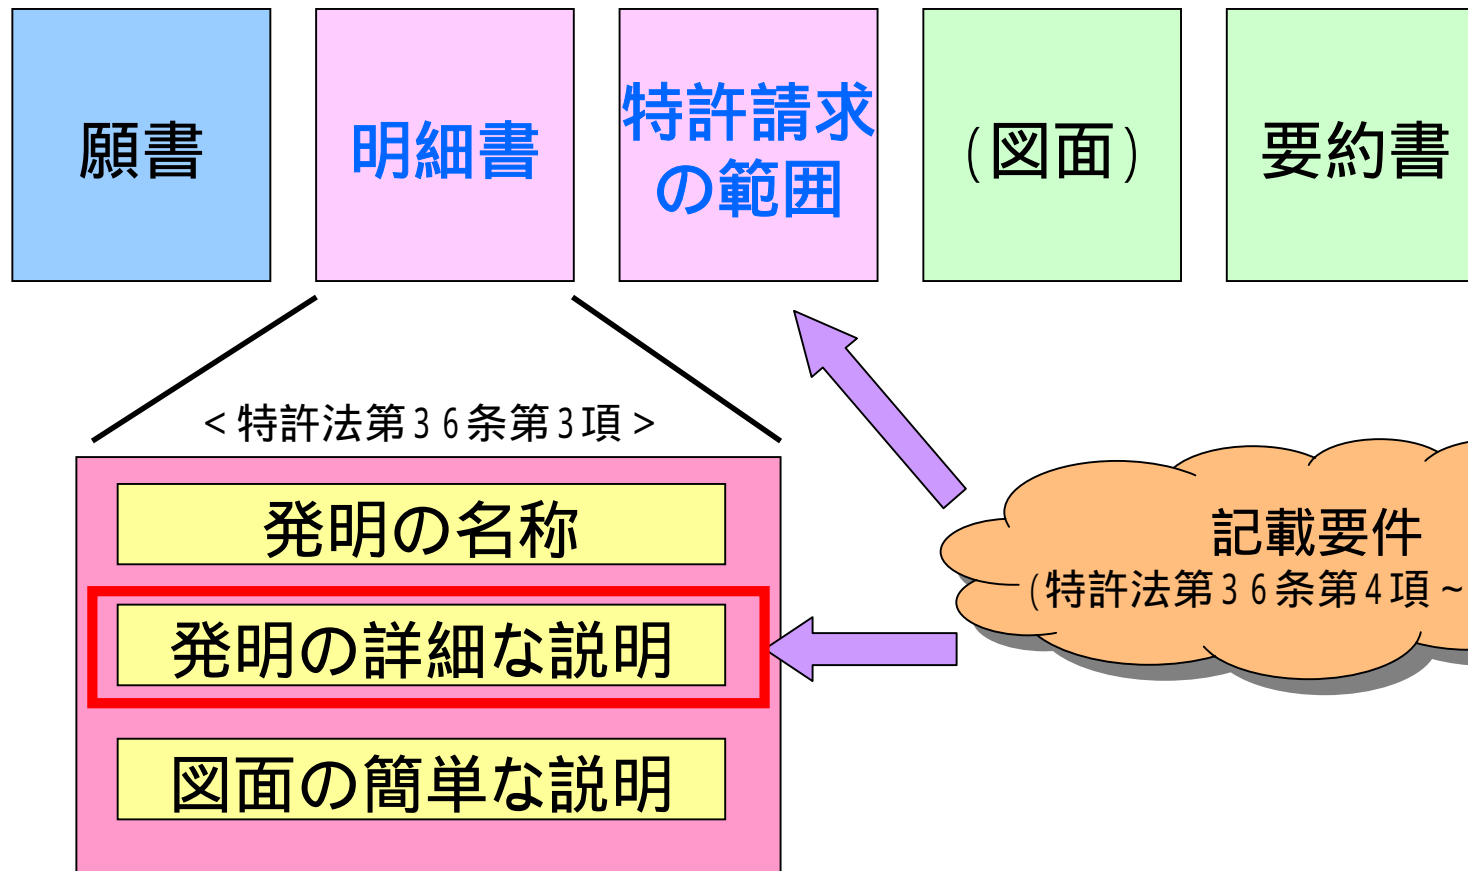 願書
明細書
特許請求
の範囲
(図面)
要約書
<特許法第36条第3項>
発明の名称
発明の詳細な説明
図面の簡単な説明
記載要件
(特許法第36条第4項~